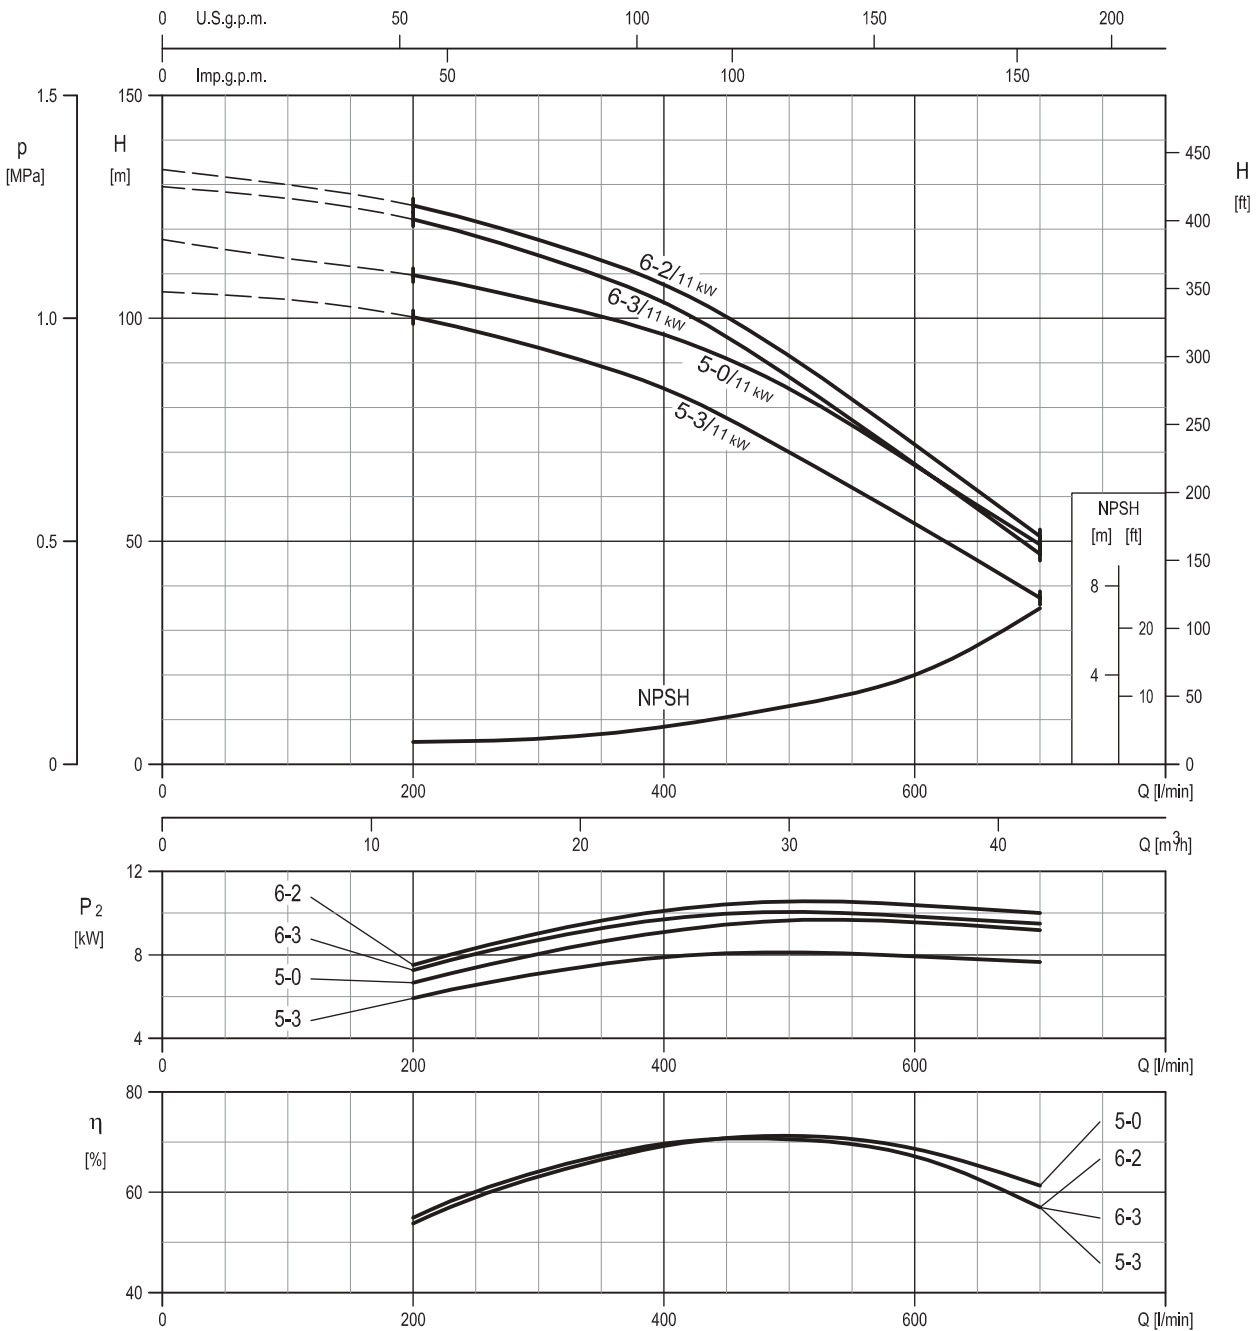 0 U.S.g.p.m. 50 100 150 200
0 Imp.g.p.m. 50 100 150
p
[MPa]
1.5
1.0
0.5
0
H
[m]
150
100
50
0
H
[ft]
450
400
350
300
250
200
150
100
50
0
6-2/11 kW
6-3/11 kW
5-0/11 kW
5-3/11 kW
NPSH
NPSH
[m] [ft]
8
20
4
10
0 200 400 600 Q [l/min]
0 10 20 30 40 Q [m³/h]
P2
[kW]
12
8
4
6-2
6-3
5-0
5-3
0 200 400 600 Q [l/min]
η
[%]
80
60
40
5-0
6-2
6-3
5-3
0 200 400 600 Q [l/min]